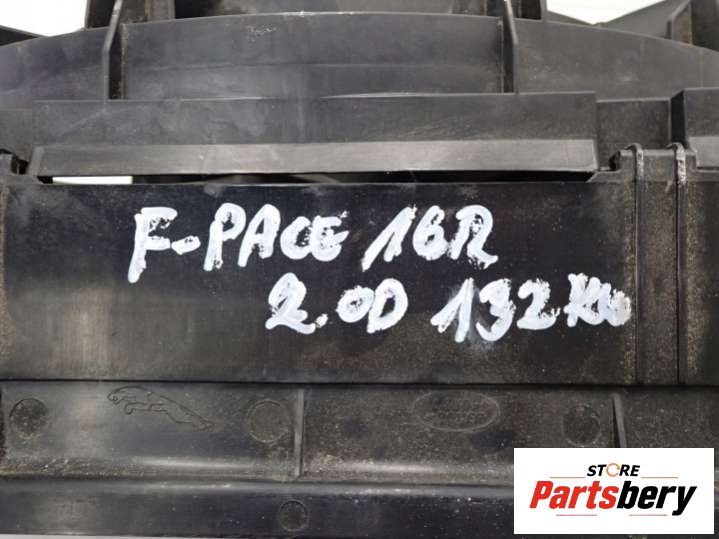 F-PACE 16R
2.0D 132KW
STORE
Partsbery